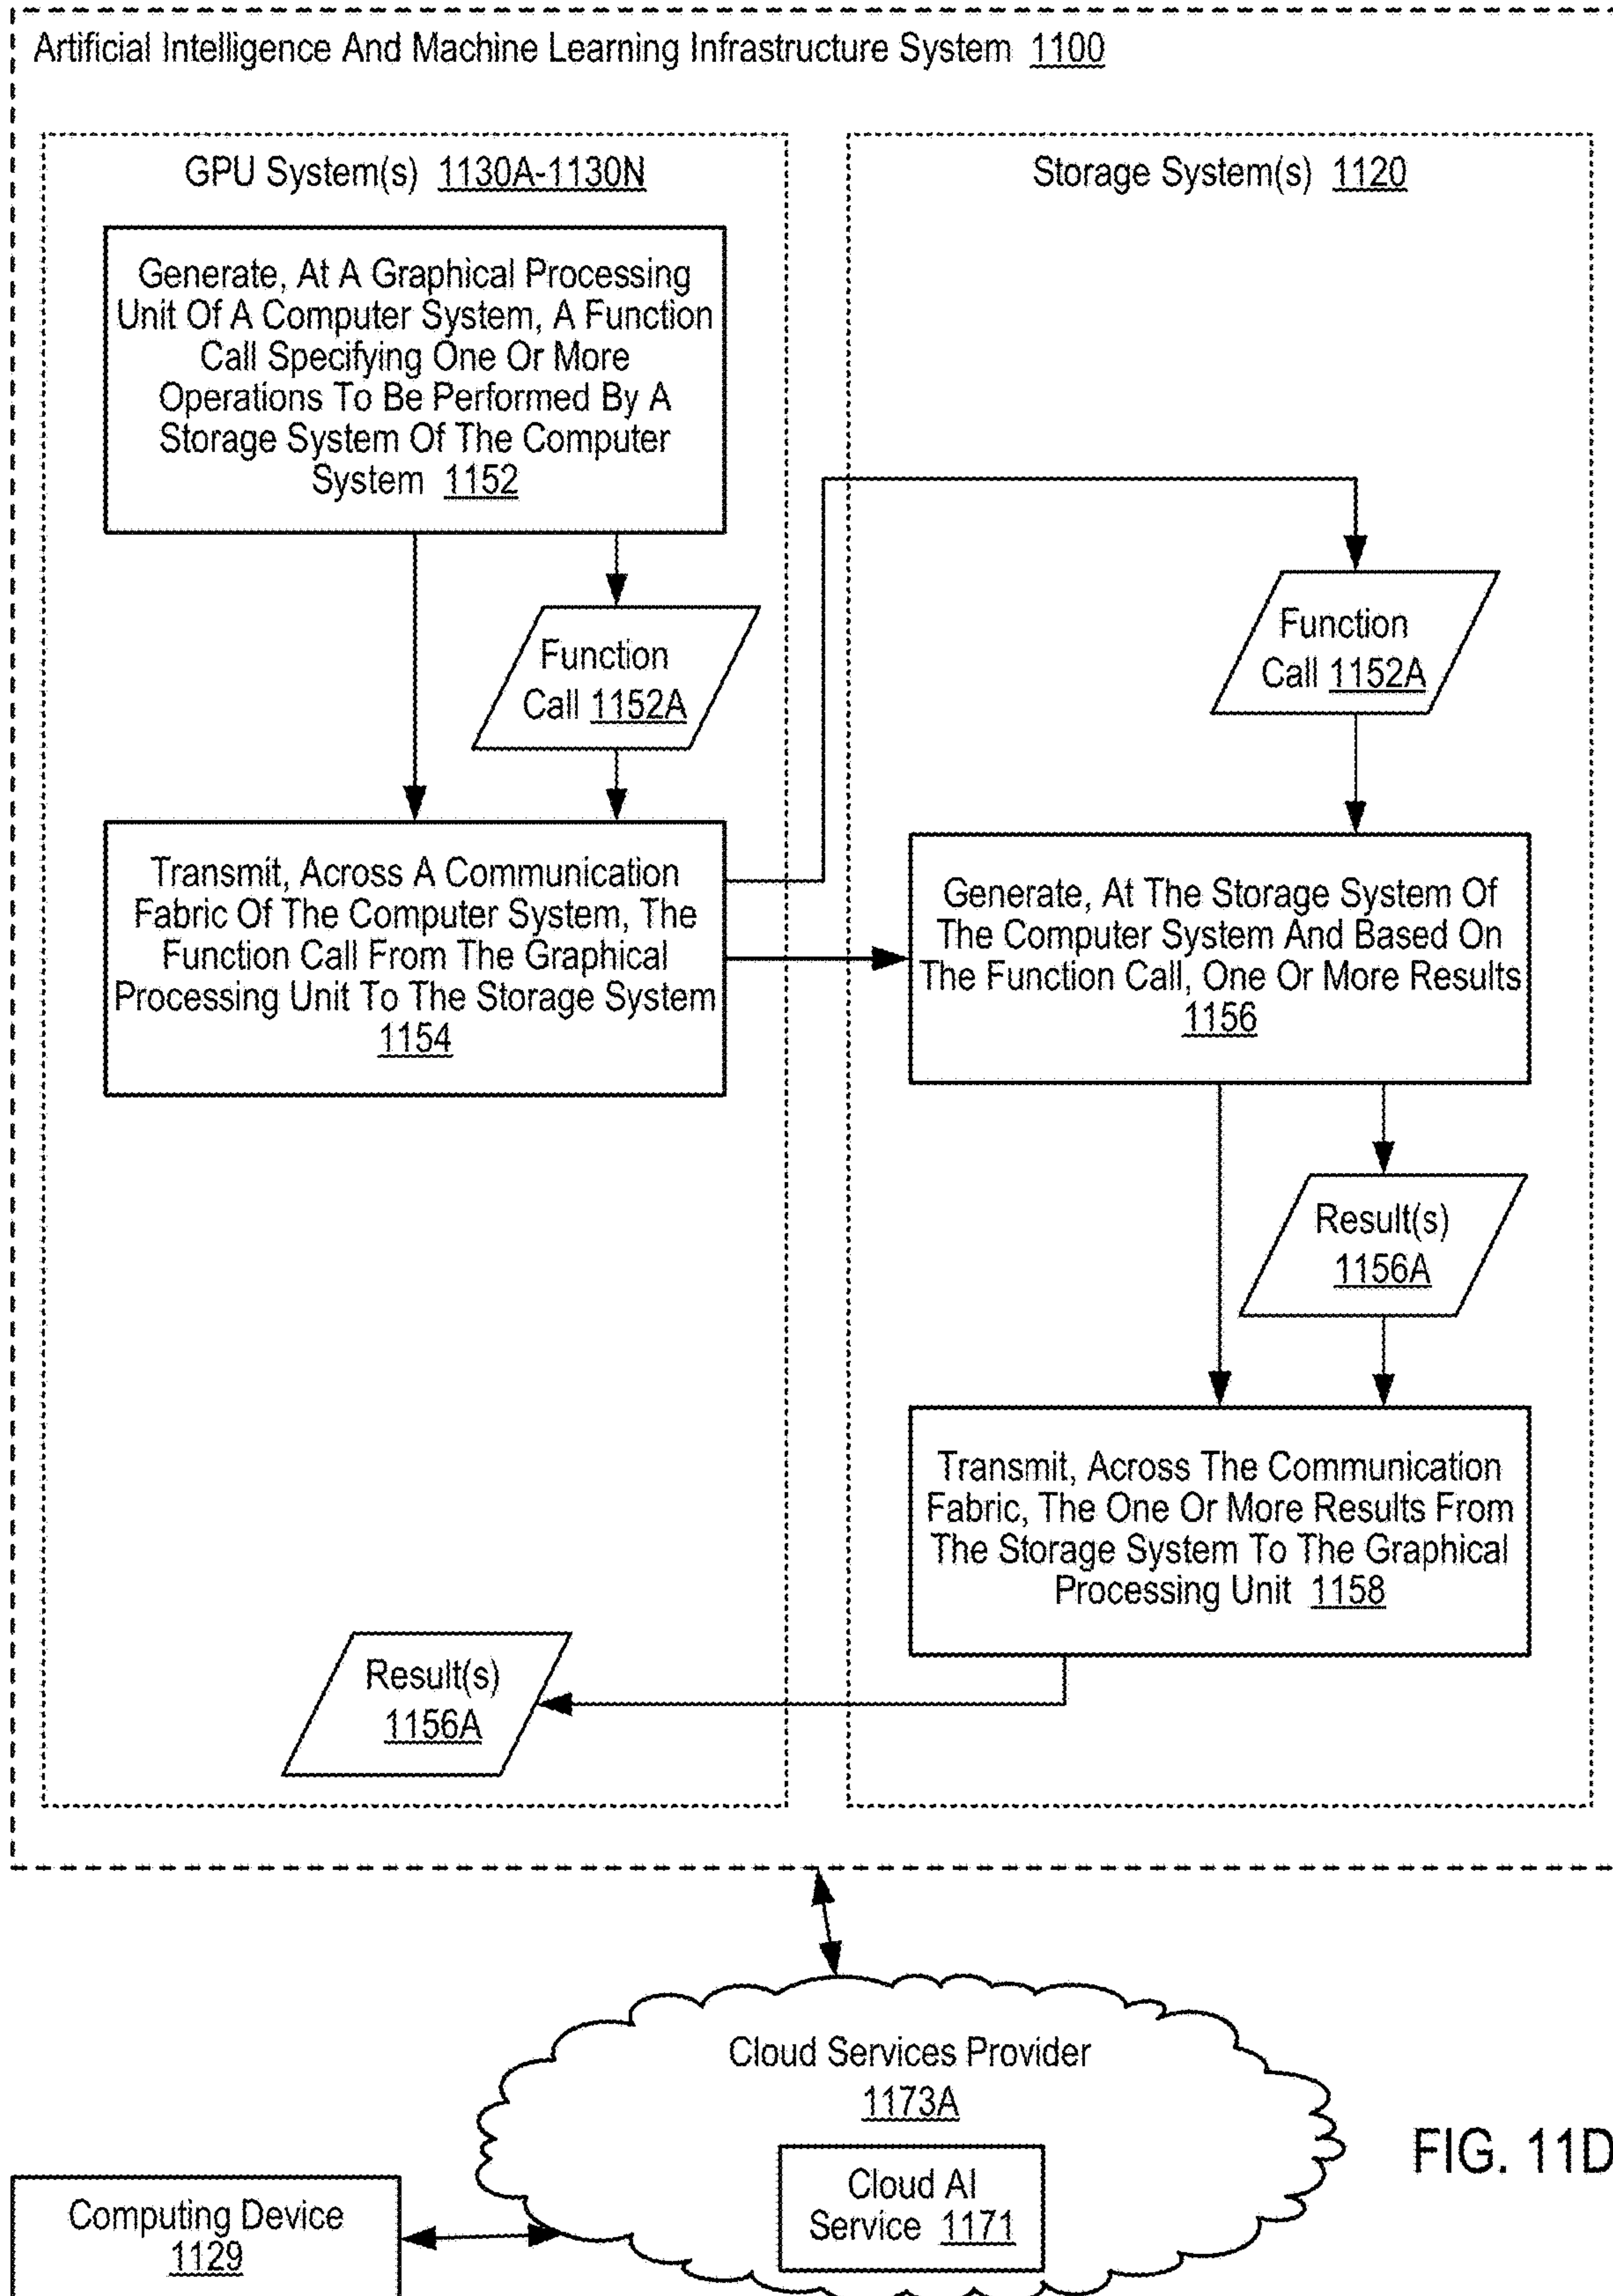 Artificial Intelligence And Machine Learning Infrastructure System 1100
GPU System(s) 1130A-1130N
Generate, At A Graphical Processing
Unit Of A Computer System, A Function
Call Specifying One Or More
Operations To Be Performed By A
Storage System Of The Computer
System 1152
Function
Call 1152A
Transmit, Across A Communication
Fabric Of The Computer System, The
Function Call From The Graphical
Processing Unit To The Storage System
1154
Storage System(s) 1120
Function
Call 1152A
Generate, At The Storage System Of
The Computer System And Based On
The Function Call, One Or More Results
1156
Result(s)
1156A
Transmit, Across The Communication
Fabric, The One Or More Results From
The Storage System To The Graphical
Processing Unit 1158
Result(s)
1156A
Cloud Services Provider
1173A
Cloud AI
Service 1171
Computing Device
1129
FIG. 11D